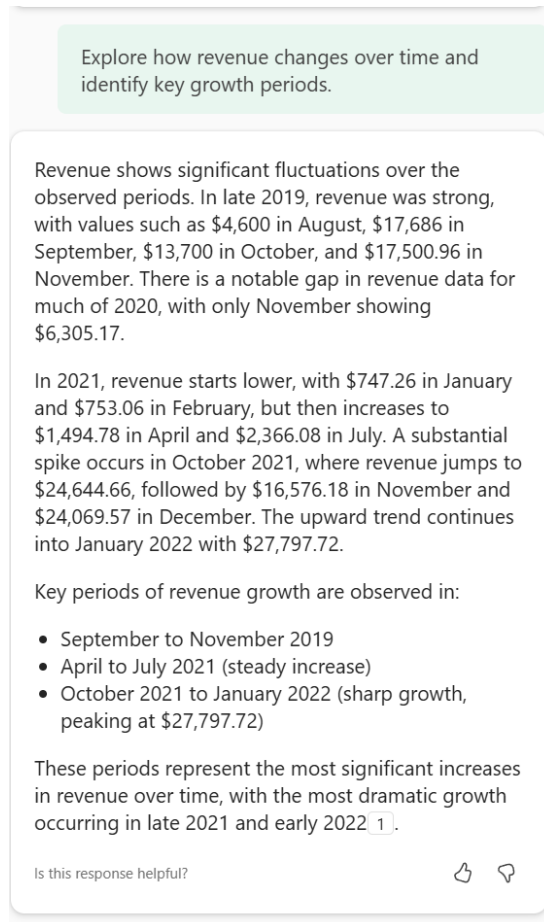 Explore how revenue changes over time and
identify key growth periods.
Revenue shows significant fluctuations over the
observed periods. In late 2019, revenue was strong,
with values such as $4,600 in August, $17,686 in
September, $13,700 in October, and $17,500.96 in
November. There is a notable gap in revenue data for
much of 2020, with only November showing
$6,305.17.
In 2021, revenue starts lower, with $747.26 in January
and $753.06 in February, but then increases to
$1,494.78 in April and $2,366.08 in July. A substantial
spike occurs in October 2021, where revenue jumps to
$24,644.66, followed by $16,576.18 in November and
$24,069.57 in December. The upward trend continues
into January 2022 with $27,797.72.
Key periods of revenue growth are observed in:
• September to November 2019
• April to July 2021 (steady increase)
• October 2021 to January 2022 (sharp growth,
peaking at $27,797.72)
These periods represent the most significant increases
in revenue over time, with the most dramatic growth
occurring in late 2021 and early 2022 1 .
Is this response helpful?